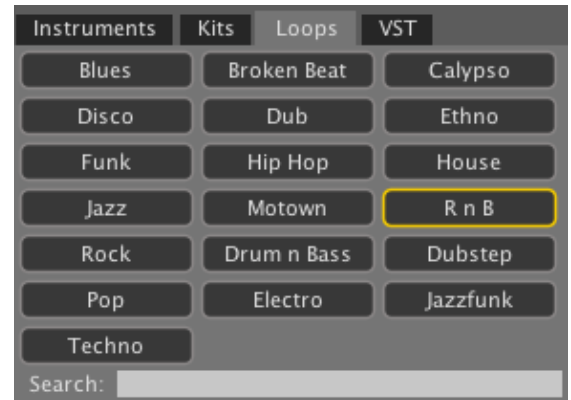 Instruments Kits Loops VST
Blues Broken Beat Calypso
Disco Dub Ethno
Funk Hip Hop House
Jazz Motown R n B
Rock Drum n Bass Dubstep
Pop Electro Jazzfunk
Techno
Search: